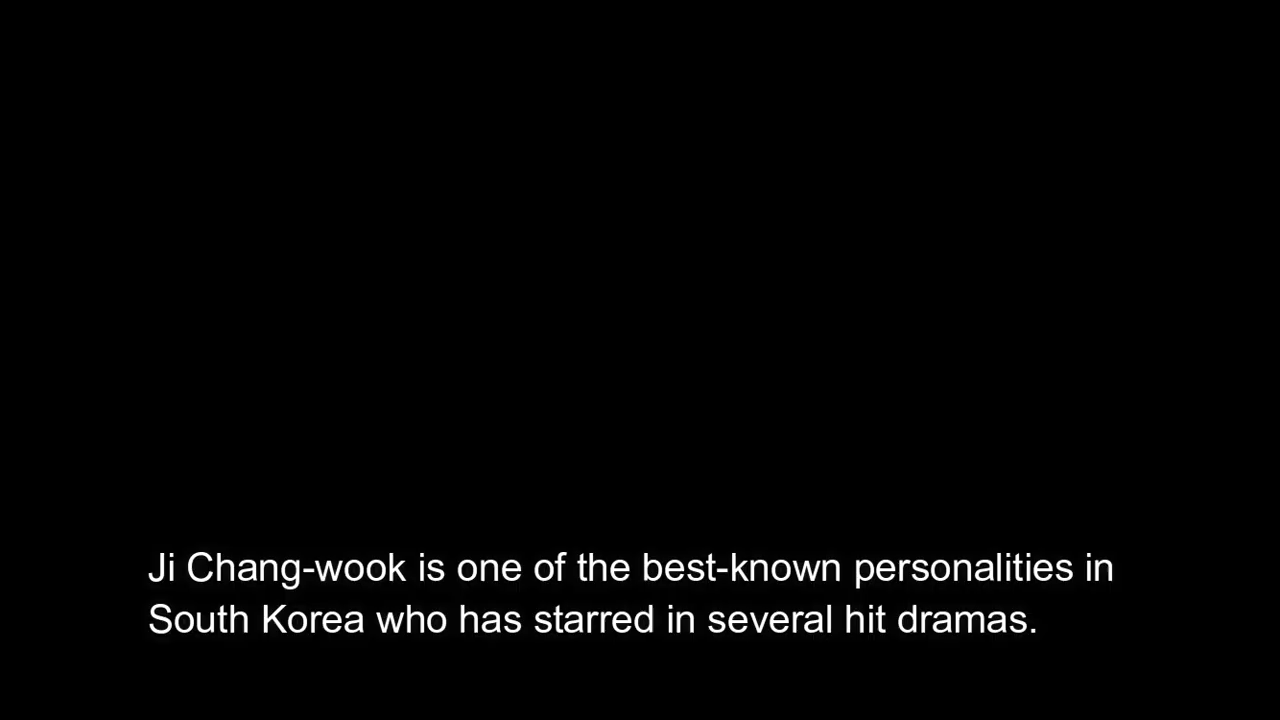 Ji Chang-wook is one of the best-known personalities in
South Korea who has starred in several hit dramas.